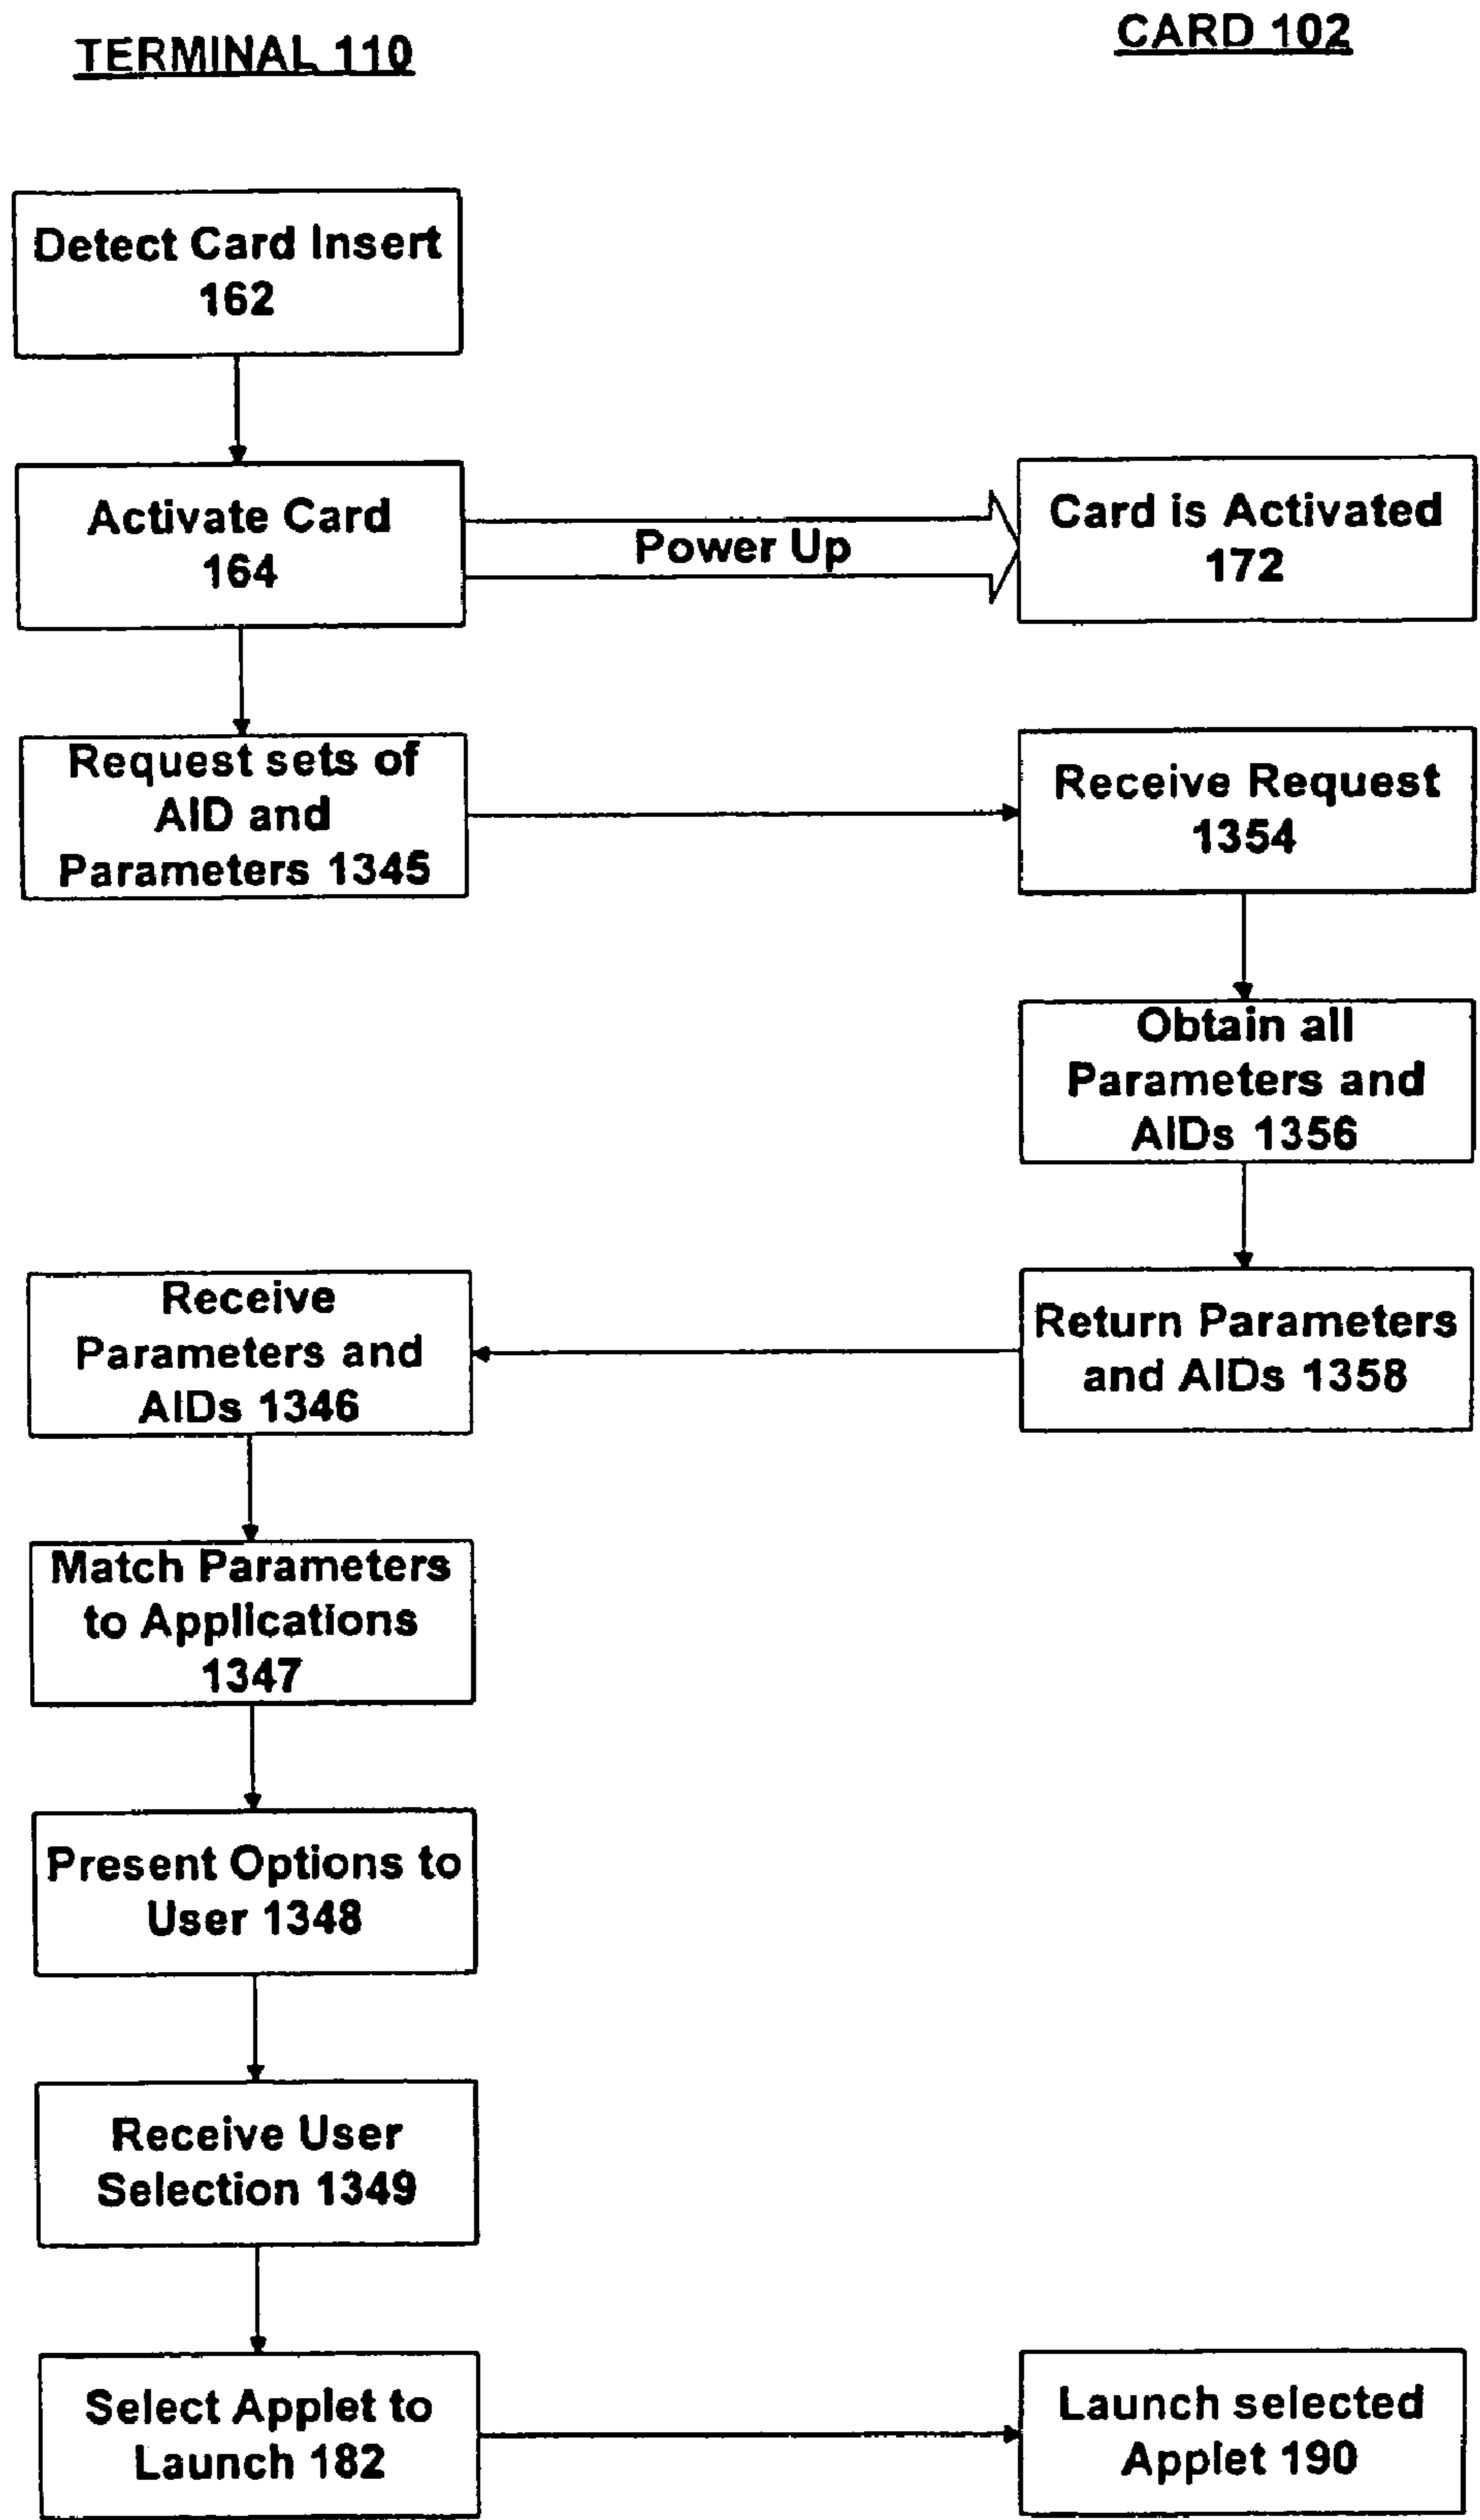 TERMINAL 110
CARD 102
Detect Card Insert
162
Activate Card
164
Power Up
Card is Activated
172
Request sets of
AID and
Parameters 1345
Receive Request
1354
Obtain all
Parameters and
AIDs 1356
Return Parameters
and AIDs 1358
Receive
Parameters and
AIDs 1346
Match Parameters
to Applications
1347
Present Options to
User 1348
Receive User
Selection 1349
Select Applet to
Launch 182
Launch selected
Applet 190